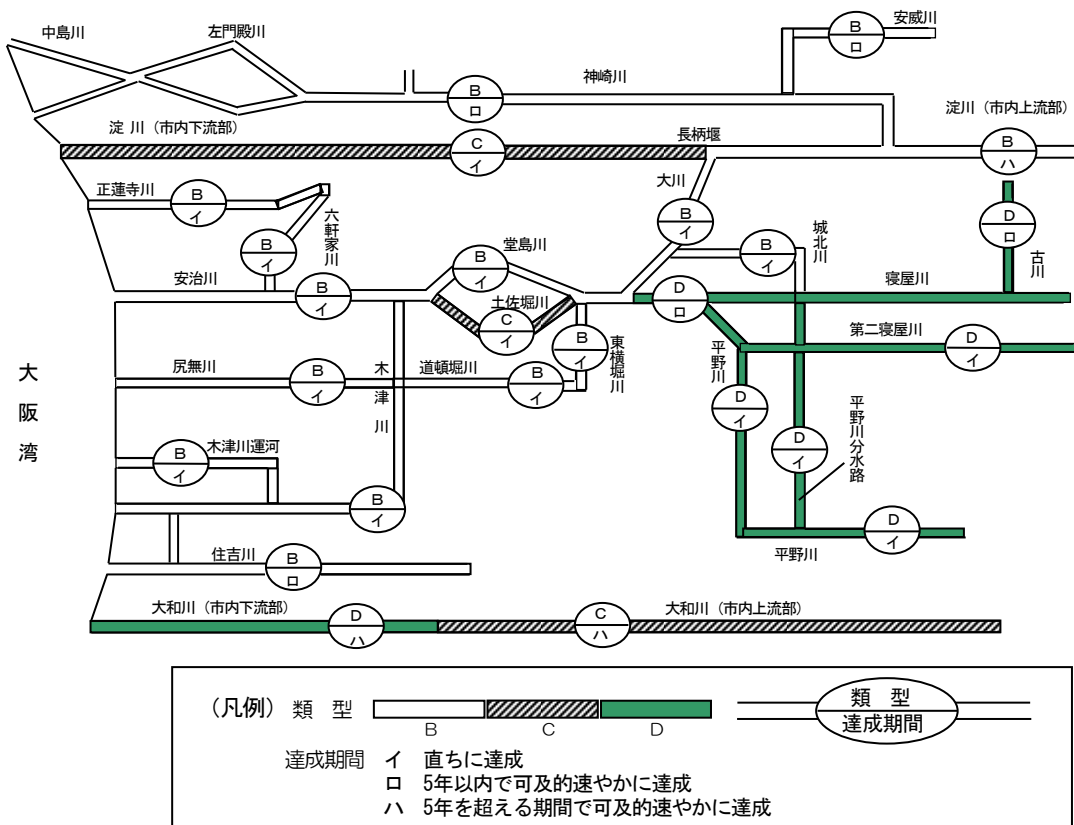 中島川
左門殿川
安威川
B
ロ
神崎川
B
ロ
淀 川（市内下流部）
長柄堰
淀川（市内上流部）
C
イ
B
ハ
正蓮寺川
B
イ
六軒家川
B
イ
大川
B
イ
城北川
B
イ
D
ロ
古川
安治川
B
イ
堂島川
B
イ
土佐堀川
C
イ
寝屋川
D
ロ
東横堀川
B
イ
第二寝屋川
D
イ
尻無川
B
イ
木津川
道頓堀川
B
イ
平野川
D
イ
D
イ
平野川分水路
大阪湾
木津川運河
B
イ
B
イ
D
イ
平野川
住吉川
B
ロ
大和川（市内下流部）
D
ハ
大和川（市内上流部）
C
ハ
（凡例） 類 型
B C D
類 型
達成期間
達成期間 イ 直ちに達成
ロ 5年以内で可及的速やかに達成
ハ 5年を超える期間で可及的速やかに達成